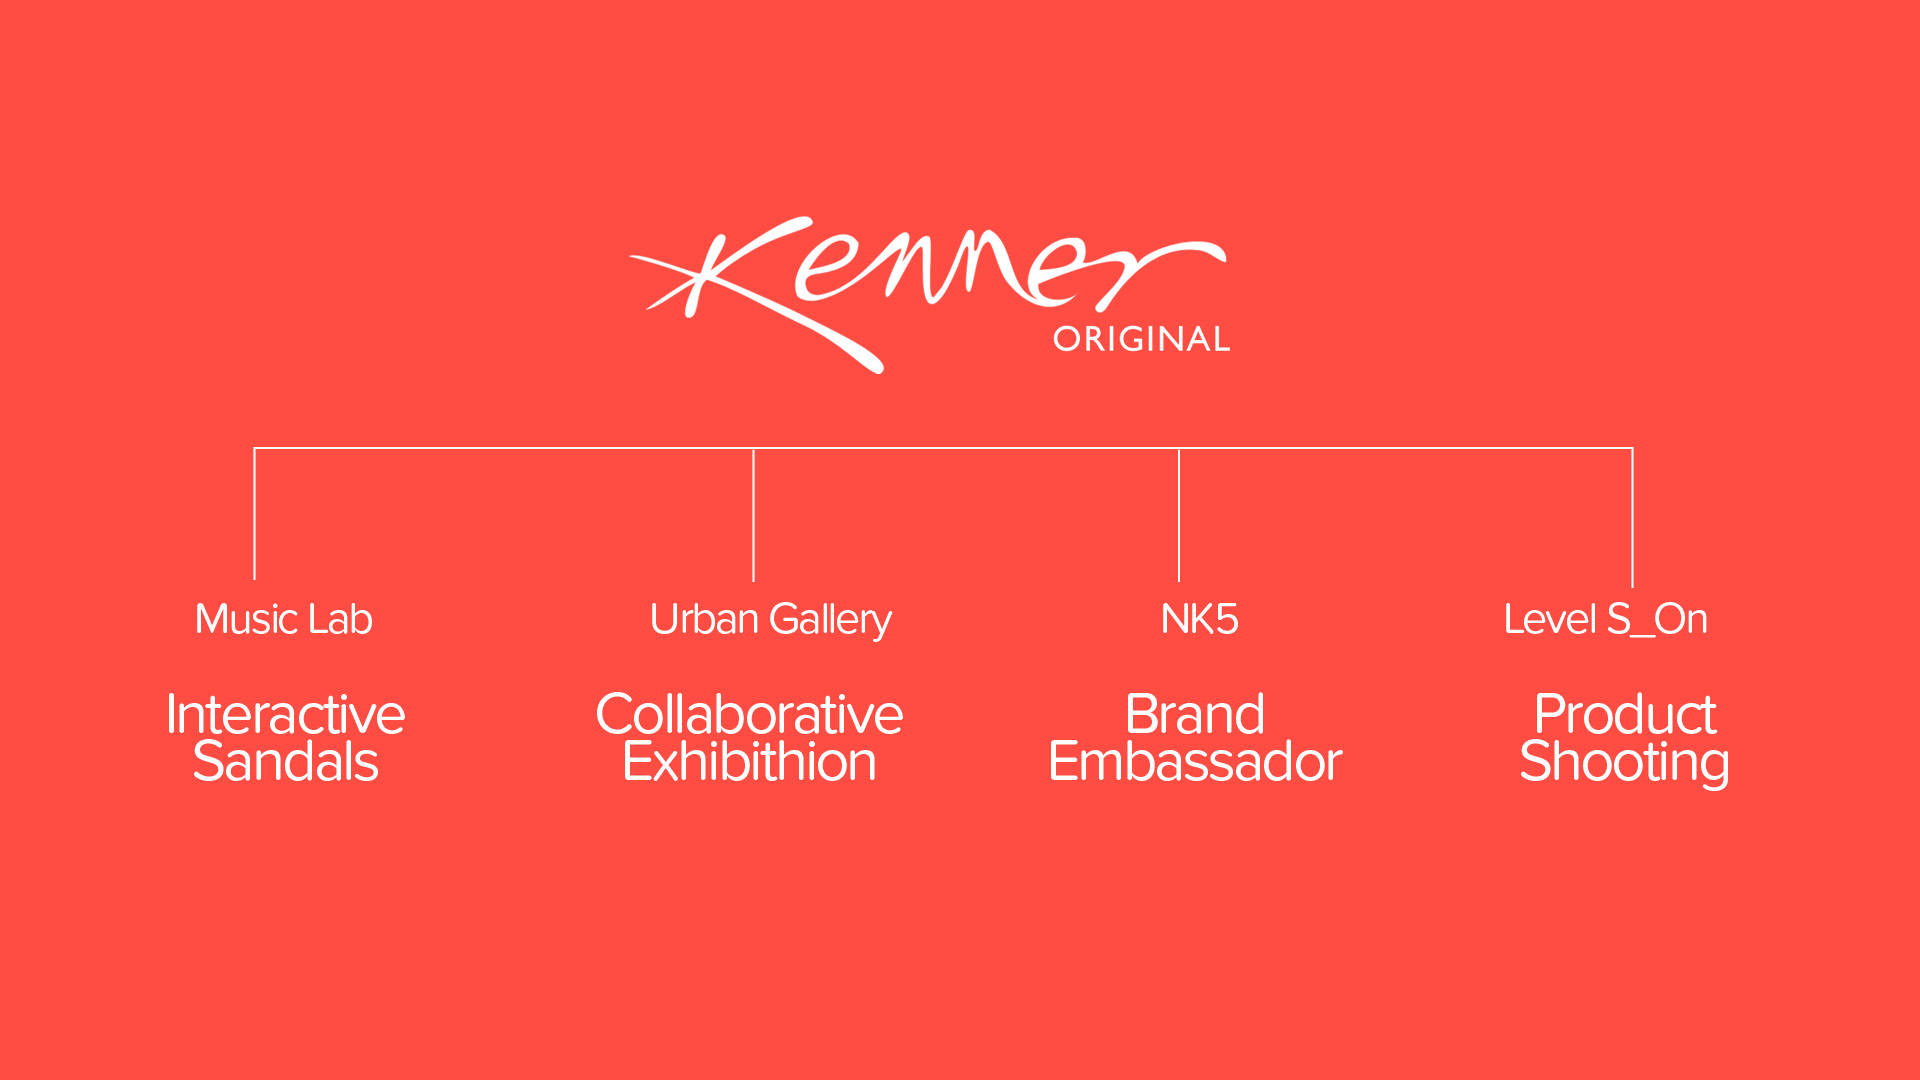 Kenner
ORIGINAL
Music Lab
Interactive
Sandals
Urban Gallery
Collaborative
Exhibithion
NK5
Brand
Embassador
Level S_On
Product
Shooting